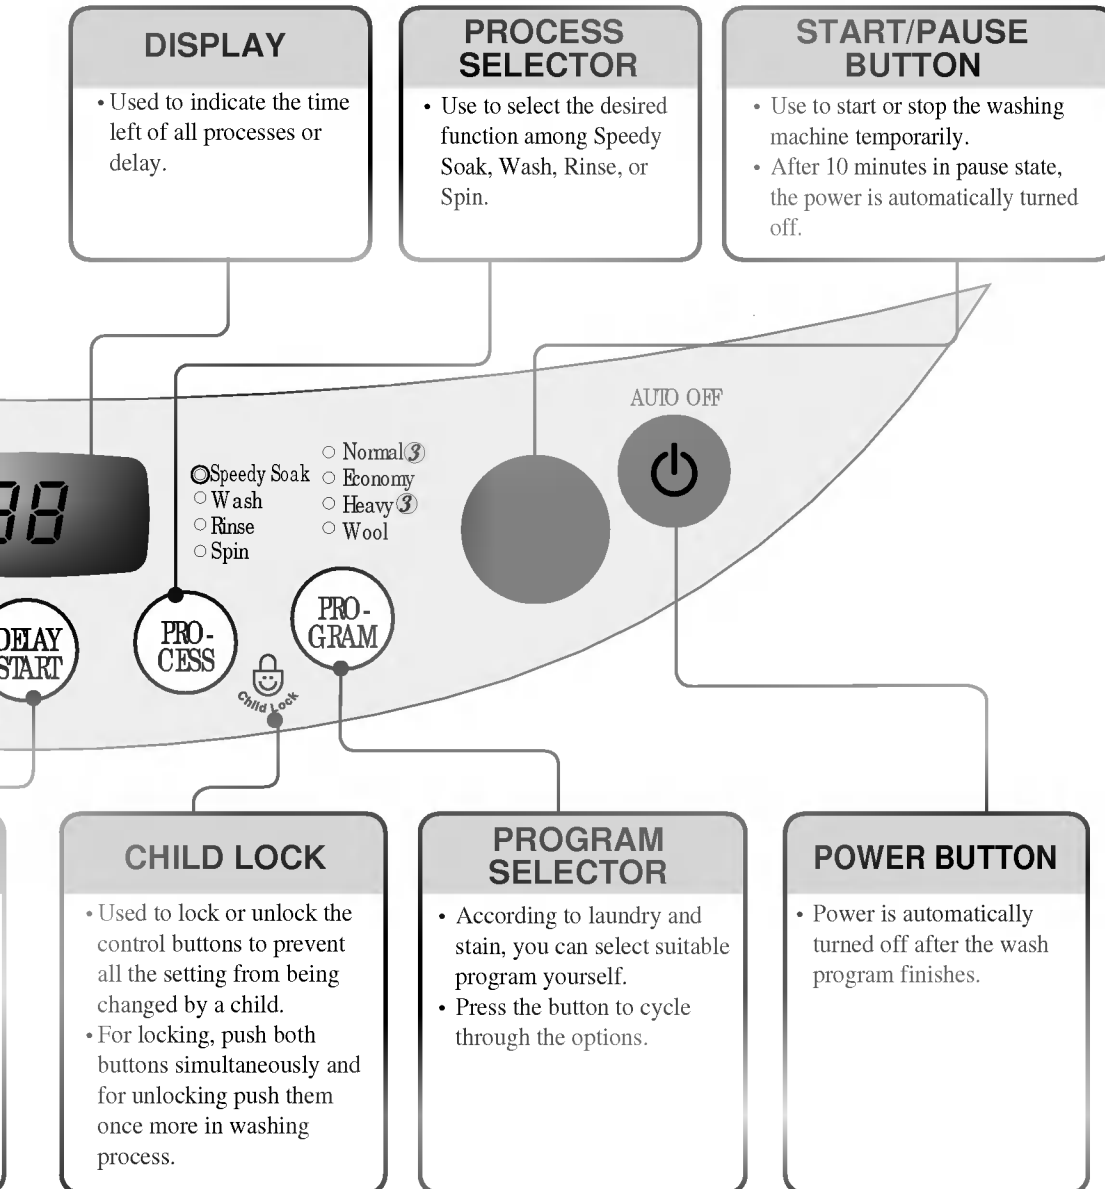 DISPLAY
• Used to indicate the time
left of all processes or
delay.
PROCESS
SELECTOR
• Use to select the desired
function among Speedy
Soak, Wash, Rinse, or
Spin.
START/PAUSE
BUTTON
• Use to start or stop the washing
machine temporarily.
• After 10 minutes in pause state,
the power is automatically turned
off.
AUTO OFF
88
Speedy Soak
Wash
Rinse
Spin
Normal 3
Economy
Heavy 3
Wool
DELAY
START
PRO-
CESS
Child Lock
PRO-
GRAM
CHILD LOCK
• Used to lock or unlock the
control buttons to prevent
all the setting from being
changed by a child.
• For locking, push both
buttons simultaneously and
for unlocking push them
once more in washing
process.
PROGRAM
SELECTOR
• According to laundry and
stain, you can select suitable
program yourself.
• Press the button to cycle
through the options.
POWER BUTTON
• Power is automatically
turned off after the wash
program finishes.